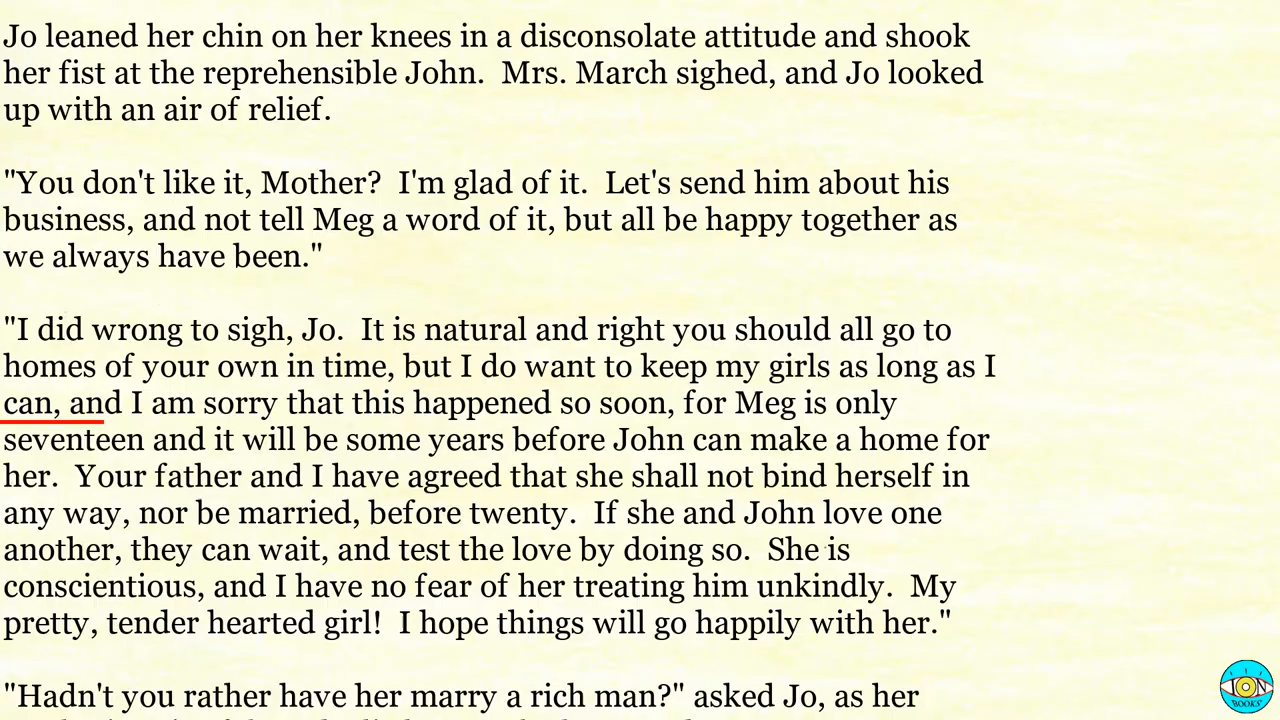 Jo leaned her chin on her knees in a disconsolate attitude and shook
her fist at the reprehensible John.  Mrs. March sighed, and Jo looked
up with an air of relief.

"You don't like it, Mother?  I'm glad of it.  Let's send him about his
business, and not tell Meg a word of it, but all be happy together as
we always have been."

"I did wrong to sigh, Jo.  It is natural and right you should all go to
homes of your own in time, but I do want to keep my girls as long as I
can, and I am sorry that this happened so soon, for Meg is only
seventeen and it will be some years before John can make a home for
her.  Your father and I have agreed that she shall not bind herself in
any way, nor be married, before twenty.  If she and John love one
another, they can wait, and test the love by doing so.  She is
conscientious, and I have no fear of her treating him unkindly.  My
pretty, tender hearted girl!  I hope things will go happily with her."

"Hadn't you rather have her marry a rich man?" asked Jo, as her
ION
BOOKS